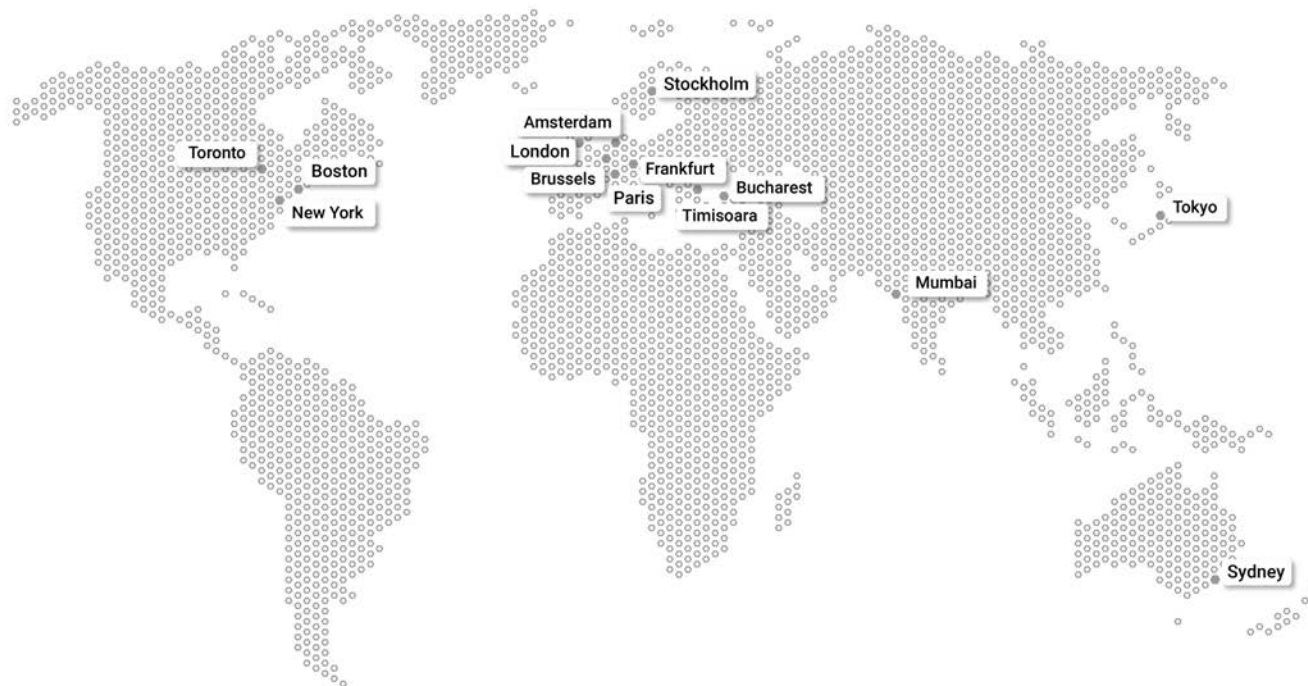 Stockholm
Amsterdam
Toronto
London
Boston
Frankfurt
Brussels
Bucharest
Paris
New York
Timisoara
Tokyo
Mumbai
Sydney